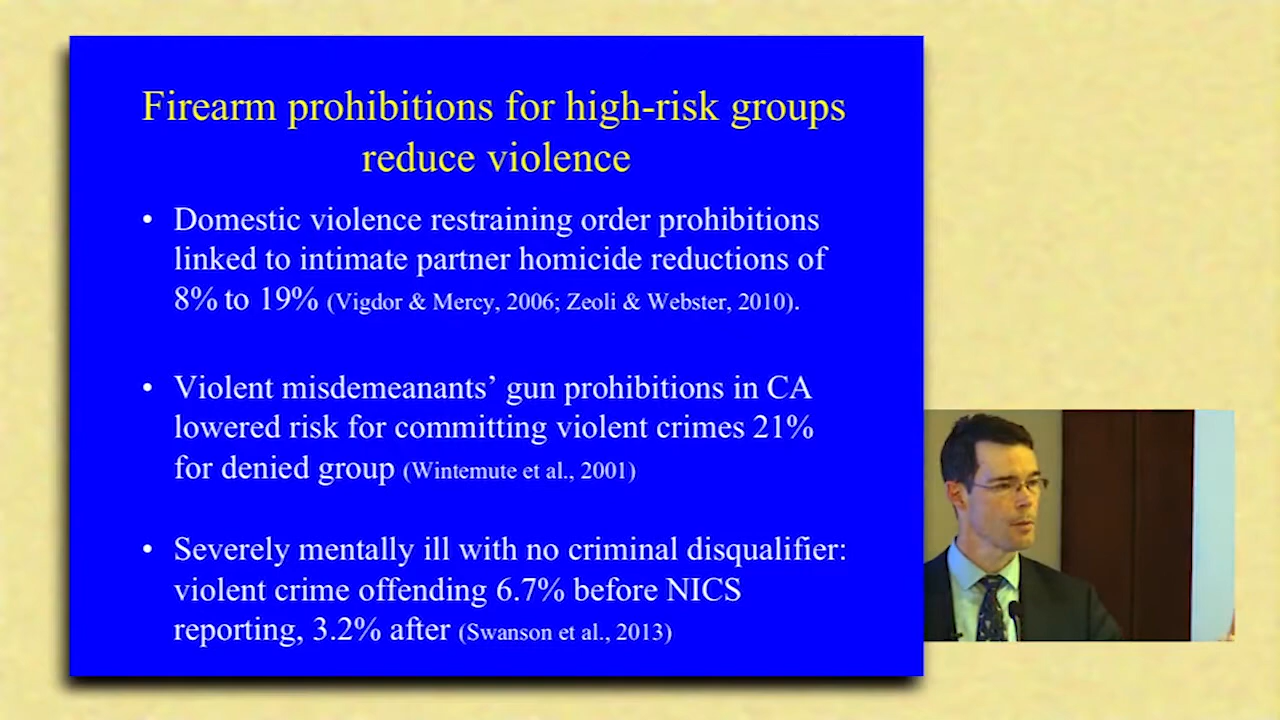 Firearm prohibitions for high-risk groups
reduce violence
• Domestic violence restraining order prohibitions
linked to intimate partner homicide reductions of
8% to 19% (Vigdor & Mercy, 2006; Zeoli & Webster, 2010).
• Violent misdemeanants’ gun prohibitions in CA
lowered risk for committing violent crimes 21%
for denied group (Wintemute et al., 2001)
• Severely mentally ill with no criminal disqualifier:
violent crime offending 6.7% before NICS
reporting, 3.2% after (Swanson et al., 2013)